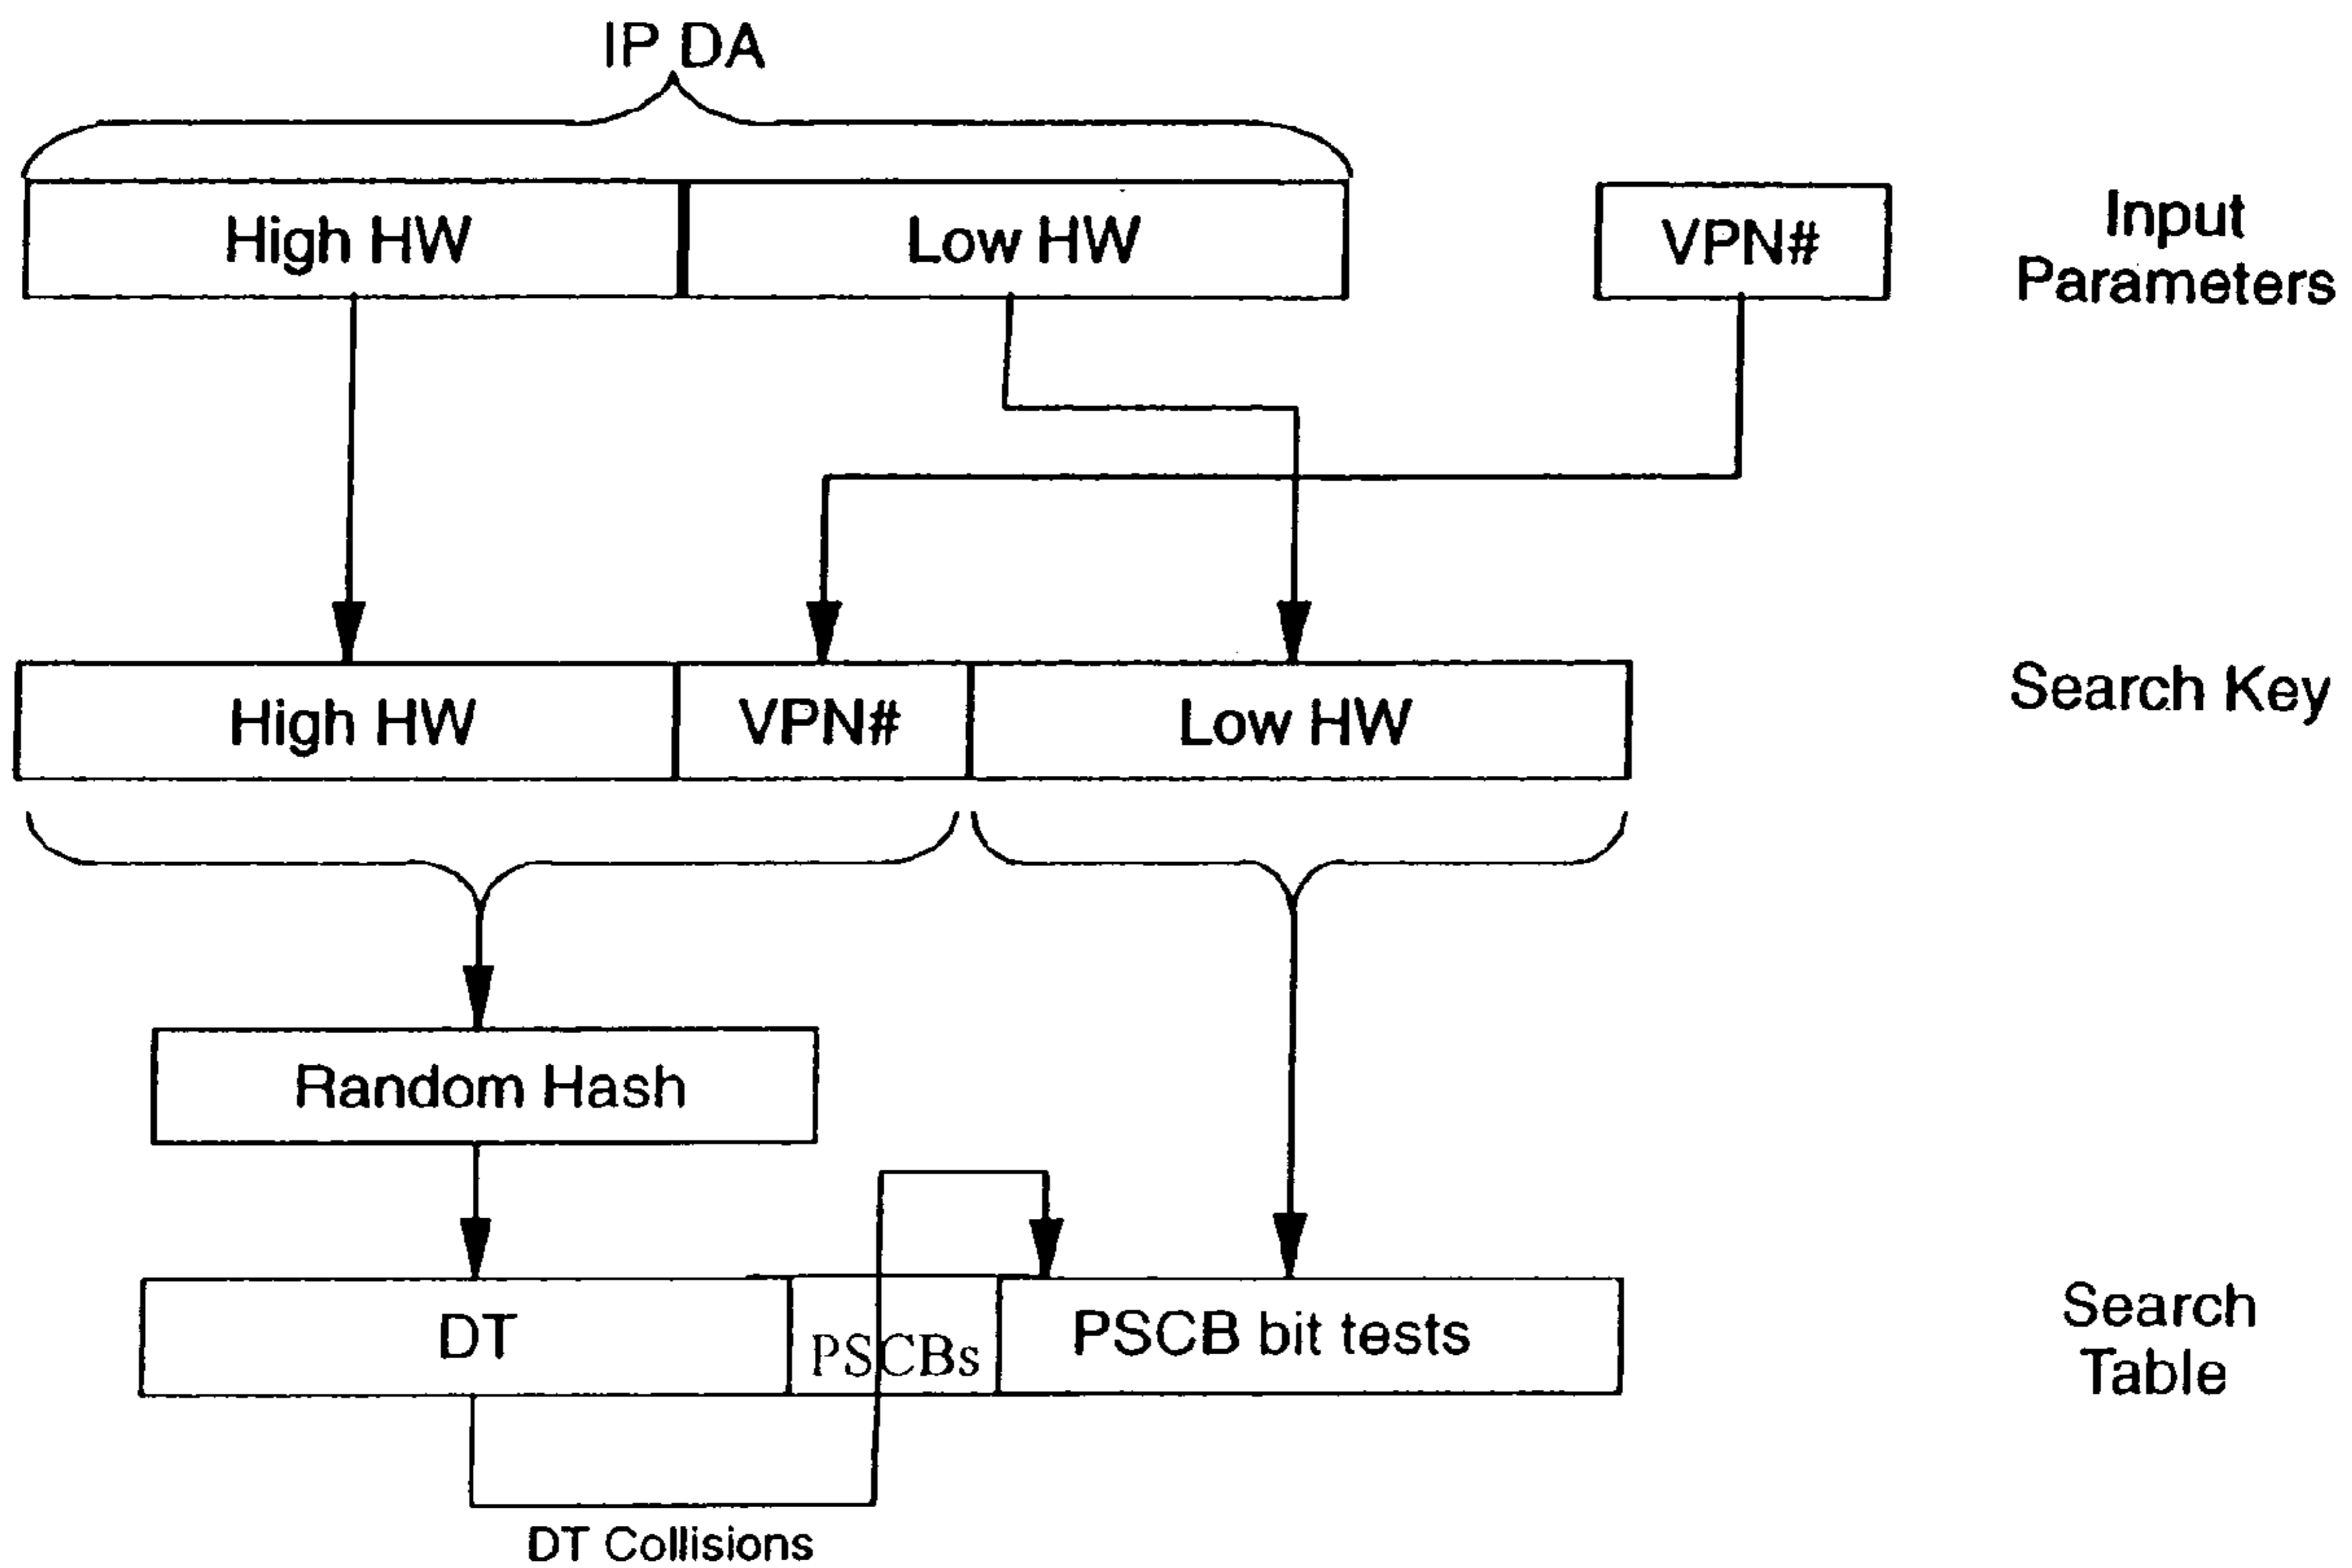 IP DA
High HW
Low HW
VPN#
Input
Parameters
High HW
VPN#
Low HW
Search Key
Random Hash
DT
PSCBs
PSCB bit tests
Search
Table
DT Collisions